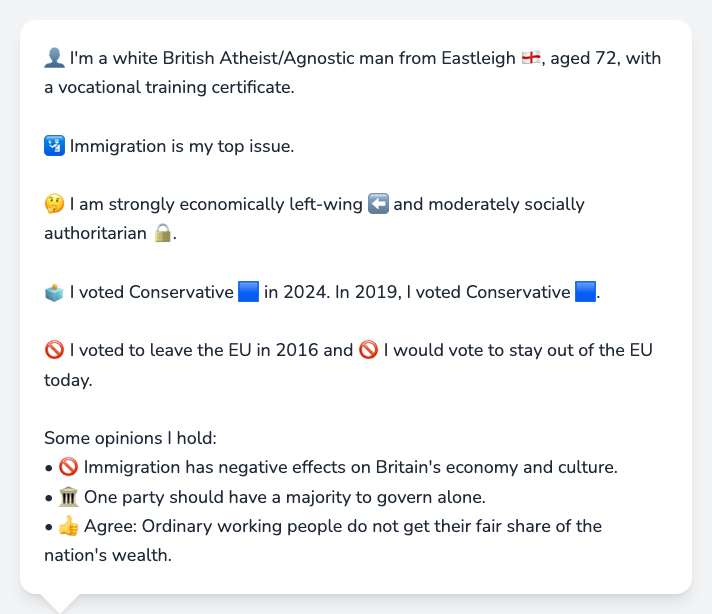 👤 I'm a white British Atheist/Agnostic man from Eastleigh 🏴󠁧󠁢󠁥󠁮󠁧󠁿, aged 72, with
a vocational training certificate.
🛂 Immigration is my top issue.
🤔 I am strongly economically left-wing ⬅️ and moderately socially
authoritarian 🔒.
🗳️ I voted Conservative 🟦 in 2024. In 2019, I voted Conservative 🟦.
🚫 I voted to leave the EU in 2016 and 🚫 I would vote to stay out of the EU
today.
Some opinions I hold:
• 🚫 Immigration has negative effects on Britain's economy and culture.
• 🏛️ One party should have a majority to govern alone.
• 👍 Agree: Ordinary working people do not get their fair share of the
nation's wealth.